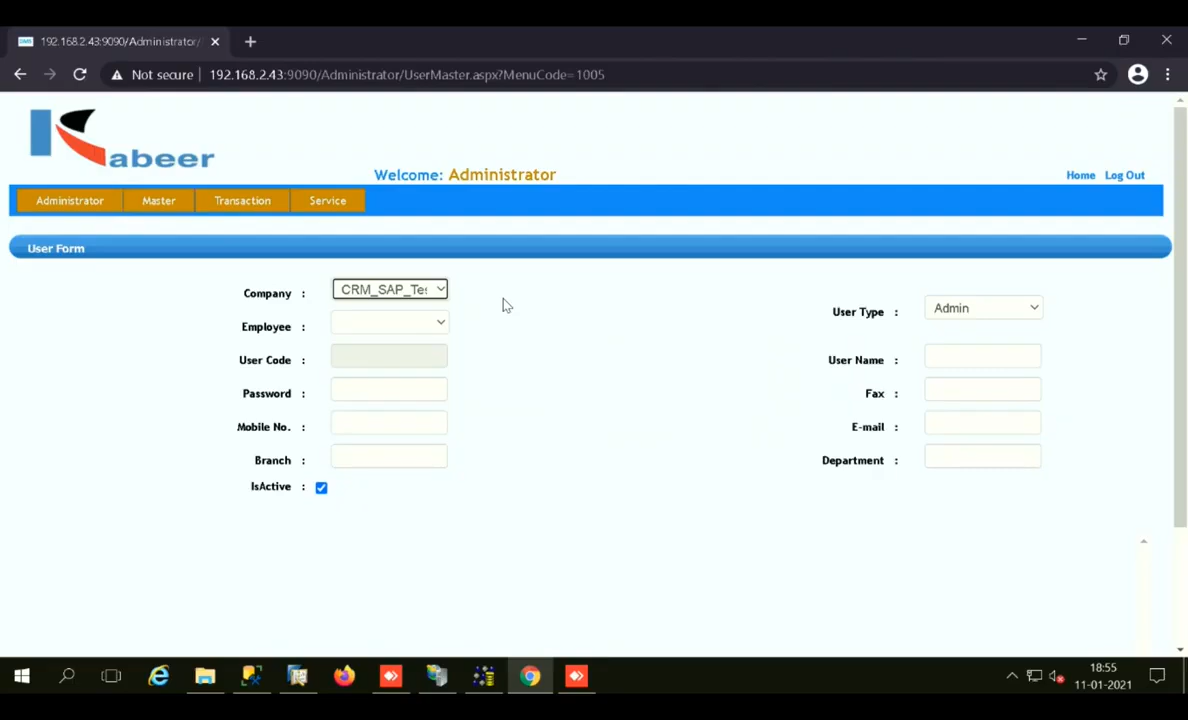 192.168.2.43:9090/Administrator/
Not secure
192.168.2.43:9090/Administrator/UserMaster.aspx?MenuCode=1005
Kabeer
Welcome: Administrator
Home Log Out
Administrator Master Transaction Service
User Form
Company : CRM_SAP_Tes
User Type : Admin
Employee :
User Code :
User Name :
Password :
Fax :
Mobile No. :
E-mail :
Branch :
Department :
IsActive :
18:55
11-01-2021